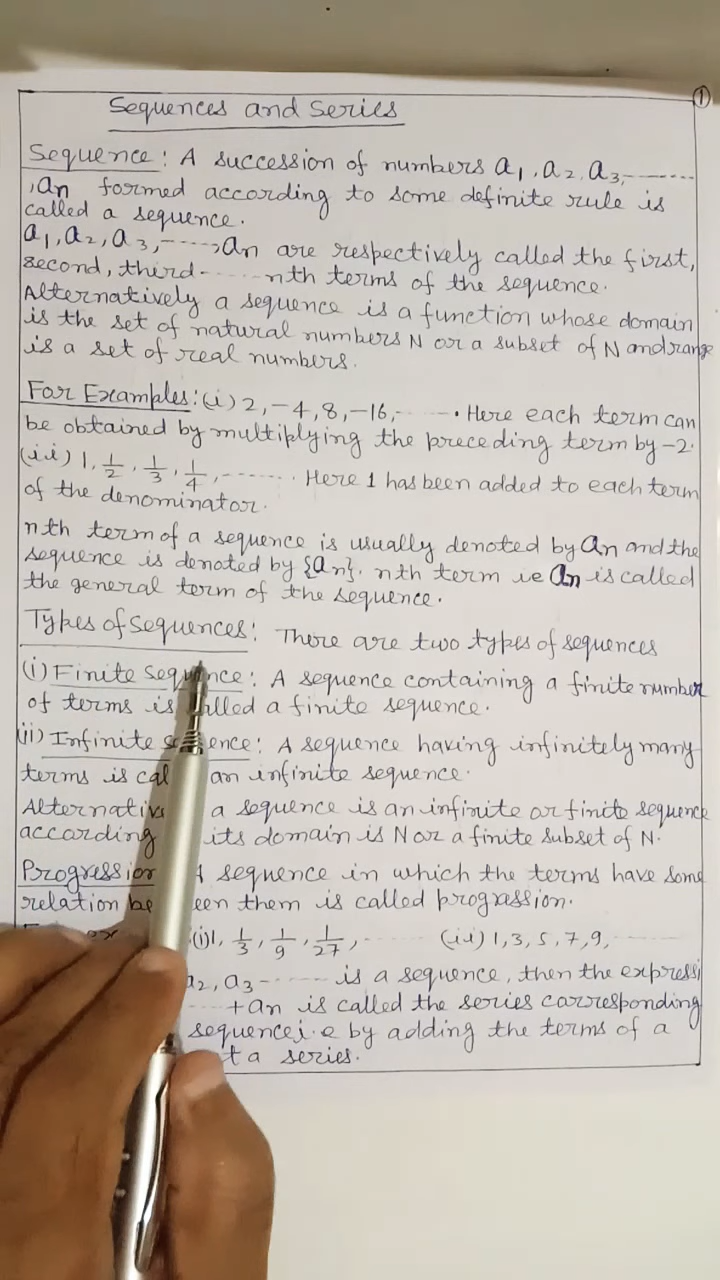 ①
Sequences and Series
Sequence: A succession of numbers a₁, a₂, a₃, -------
, an formed according to some definite rule is
called a sequence.
a₁, a₂, a₃, ----, an are respectively called the first,
second, third----- nth terms of the sequence.
Alternatively a sequence is a function whose domain
is the set of natural numbers N or a subset of N and range
is a set of real numbers.
For Examples: (i) 2, -4, 8, -16, ------. Here each term can
be obtained by multiplying the preceding term by -2.
(ii) 1, 1/2, 1/3, 1/4, ------. Here 1 has been added to each term
of the denominator.
nth term of a sequence is usually denoted by an and the
sequence is denoted by {an}. nth term ie an is called
the general term of the sequence.
Types of Sequences: There are two types of sequences
(i) Finite Sequence: A sequence containing a finite number
of terms is called a finite sequence.
(ii) Infinite sequence: A sequence having infinitely many
terms is cal an infinite sequence.
Alternativ a sequence is an infinite or finite sequence
according its domain is N or a finite subset of N.
Progression A sequence in which the terms have some
relation be een them is called prograssion.
(i) 1, 1/3, 1/9, 1/27, ------ (ii) 1, 3, 5, 7, 9, ------
a₂, a₃ ------ is a sequence, then the expressi
+an is called the series corresponding
sequence i.e by adding the terms of a
t a series.